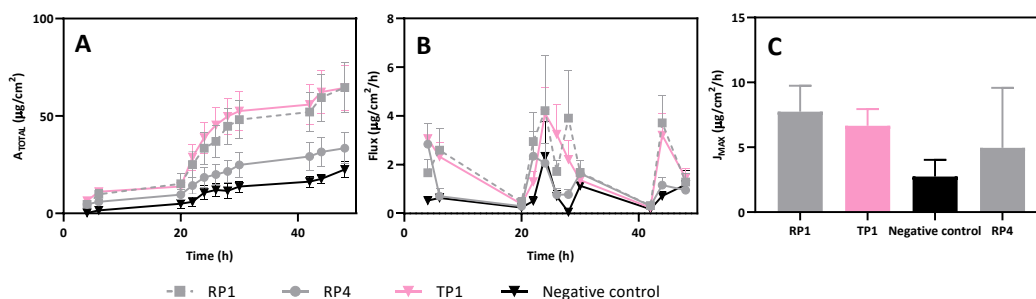 A
A_TOTAL (µg/cm²)
100
50
0
0
20
40
Time (h)
B
Flux (µg/cm²/h)
8
6
4
2
0
0
20
40
Time (h)
C
J_MAX (µg/cm²/h)
15
10
5
0
RP1
TP1
Negative control
RP4
RP1
RP4
TP1
Negative control